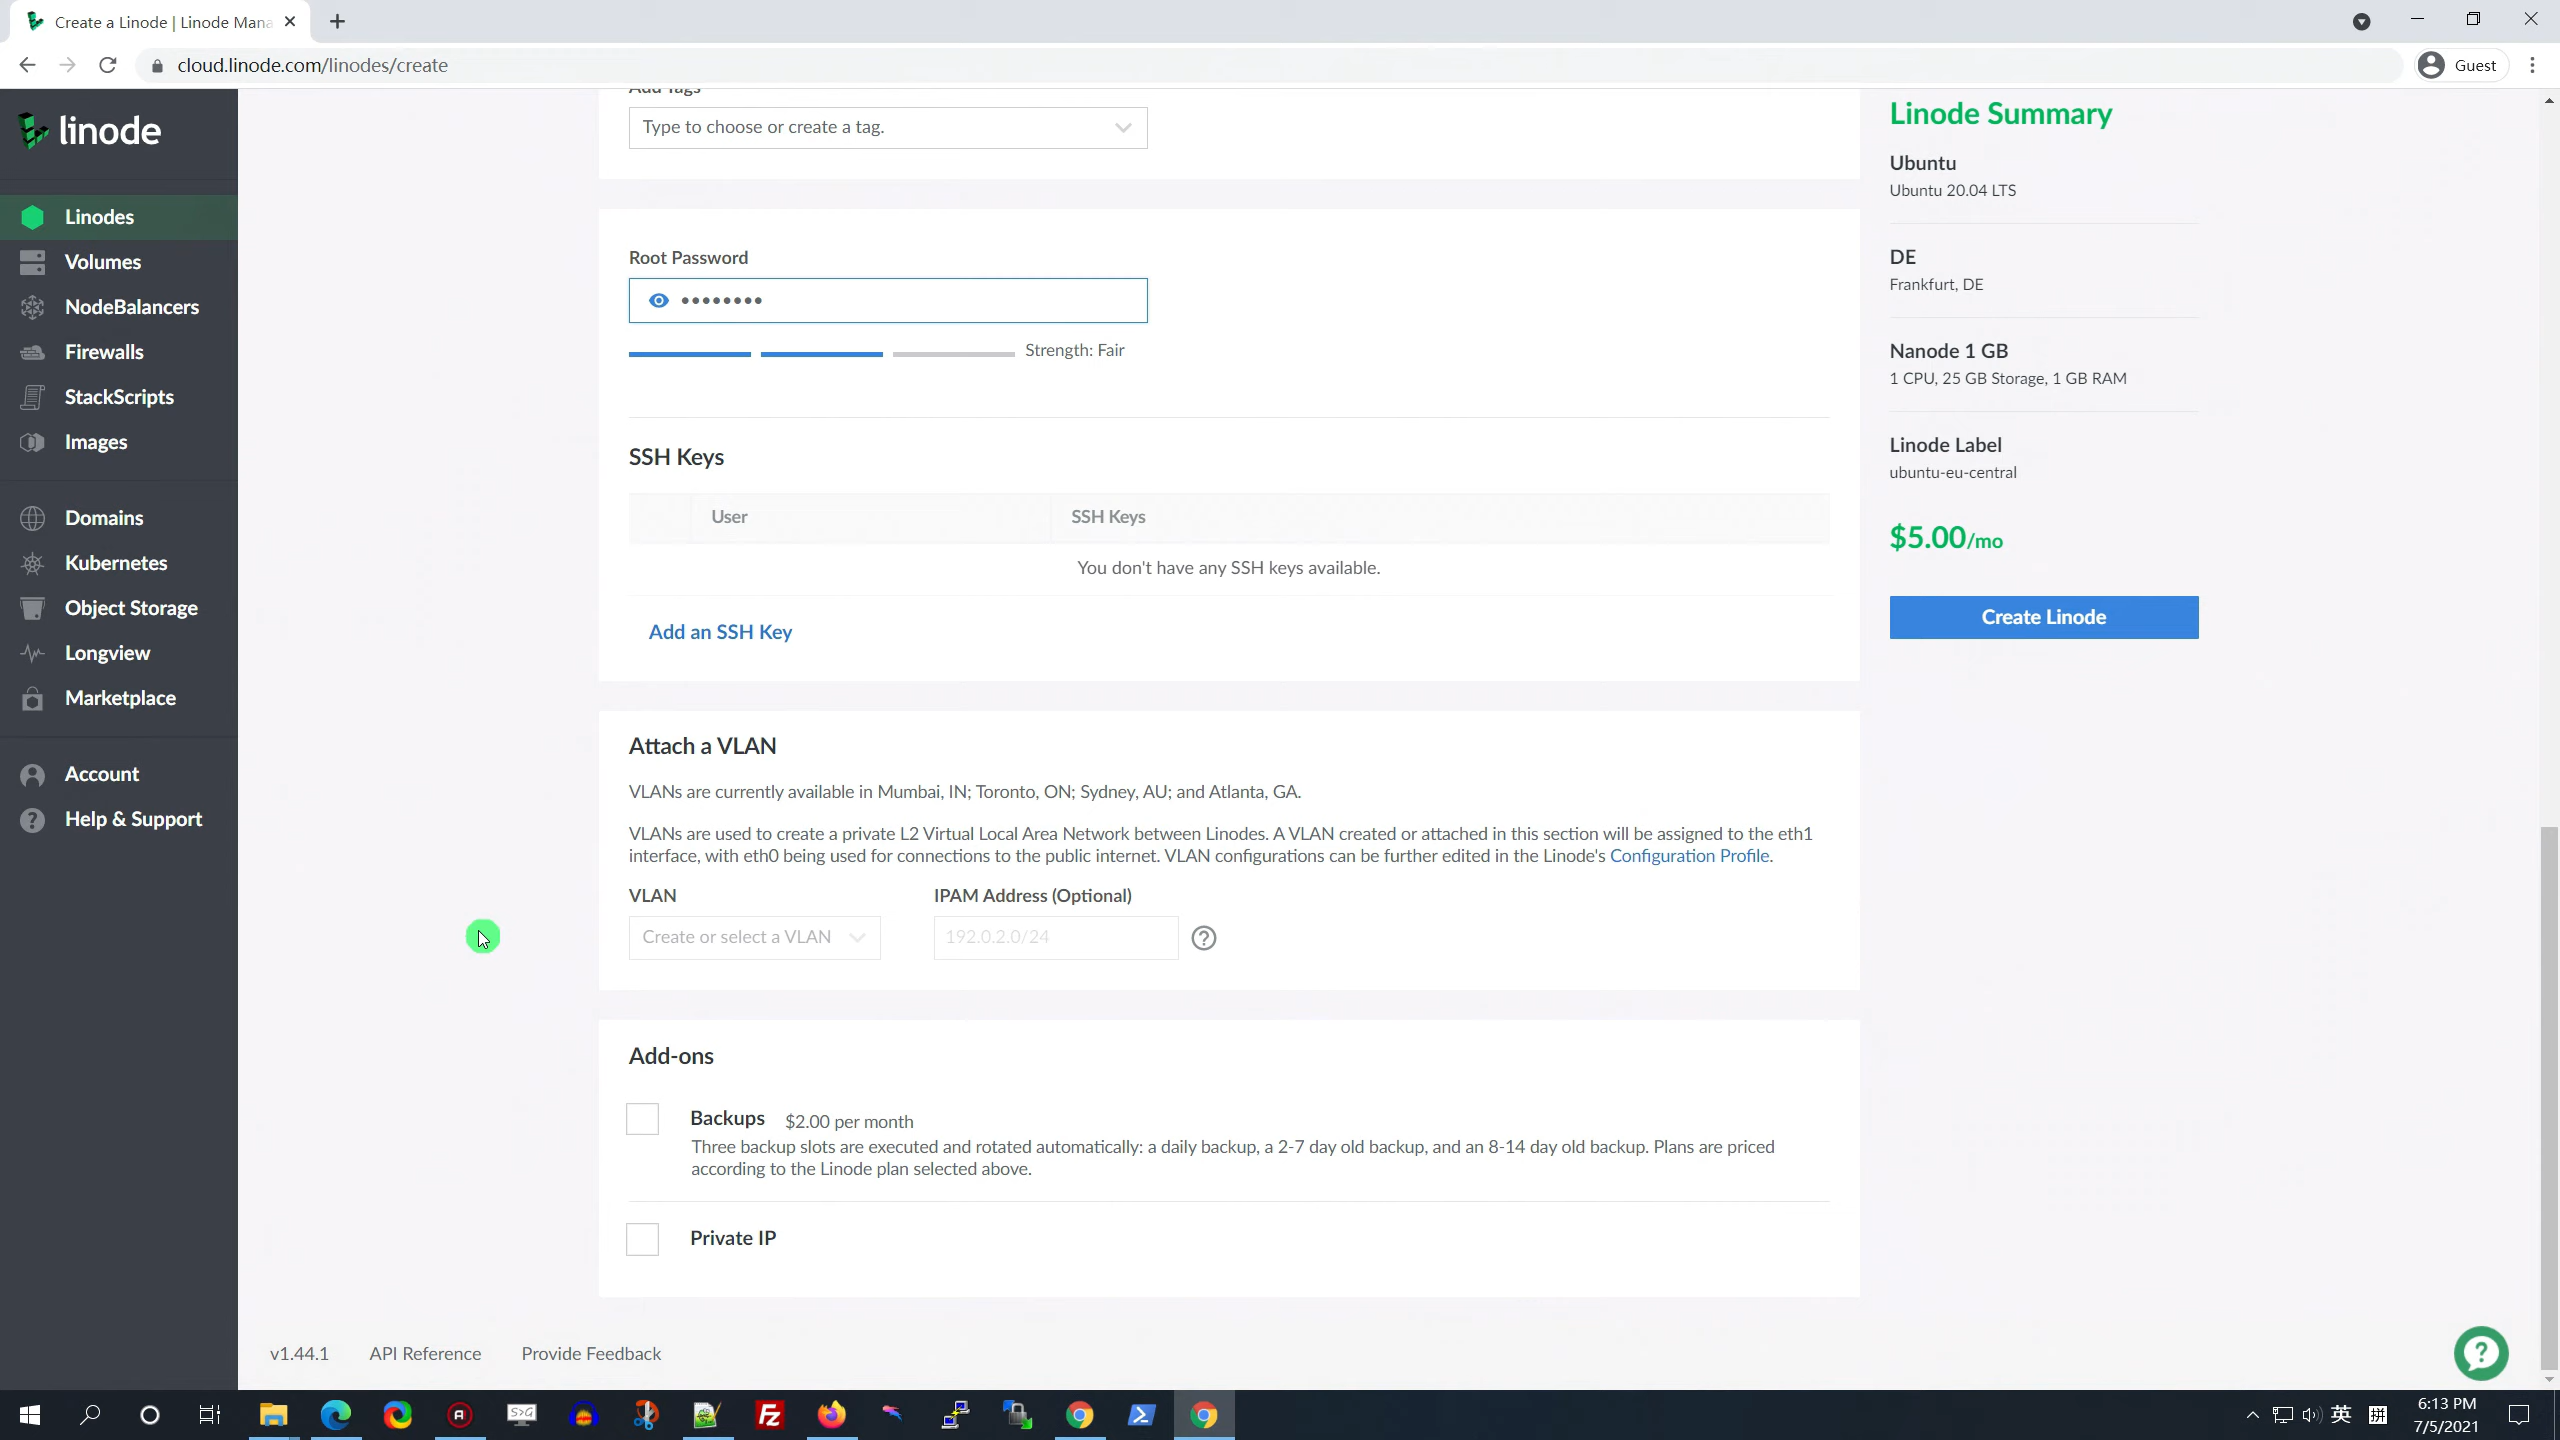 Create a Linode | Linode Mana
cloud.linode.com/linodes/create
Guest
linode
Linodes
Volumes
NodeBalancers
Firewalls
StackScripts
Images
Domains
Kubernetes
Object Storage
Longview
Marketplace
Account
Help & Support
Add Tags
Type to choose or create a tag.
Root Password
••••••••
Strength: Fair
SSH Keys
User
SSH Keys
You don't have any SSH keys available.
Add an SSH Key
Attach a VLAN
VLANs are currently available in Mumbai, IN; Toronto, ON; Sydney, AU; and Atlanta, GA.
VLANs are used to create a private L2 Virtual Local Area Network between Linodes. A VLAN created or attached in this section will be assigned to the eth1
interface, with eth0 being used for connections to the public internet. VLAN configurations can be further edited in the Linode's Configuration Profile.
VLAN
IPAM Address (Optional)
Create or select a VLAN
192.0.2.0/24
Add-ons
Backups $2.00 per month
Three backup slots are executed and rotated automatically: a daily backup, a 2-7 day old backup, and an 8-14 day old backup. Plans are priced
according to the Linode plan selected above.
Private IP
v1.44.1
API Reference
Provide Feedback
Linode Summary
Ubuntu
Ubuntu 20.04 LTS
DE
Frankfurt, DE
Nanode 1 GB
1 CPU, 25 GB Storage, 1 GB RAM
Linode Label
ubuntu-eu-central
$5.00/mo
Create Linode
S>G
Fz
英
拼
6:13 PM
7/5/2021